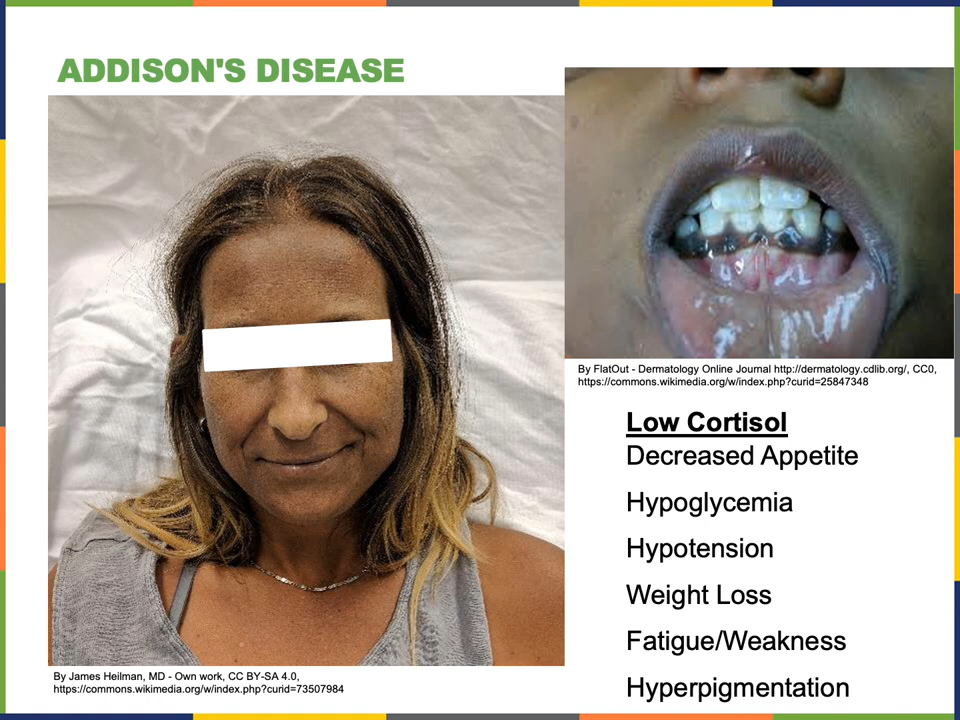 ADDISON'S DISEASE
By FlatOut - Dermatology Online Journal http://dermatology.cdlib.org/, CC0,
https://commons.wikimedia.org/w/index.php?curid=25847348
Low Cortisol
Decreased Appetite
Hypoglycemia
Hypotension
Weight Loss
Fatigue/Weakness
Hyperpigmentation
By James Heilman, MD - Own work, CC BY-SA 4.0,
https://commons.wikimedia.org/w/index.php?curid=73507984